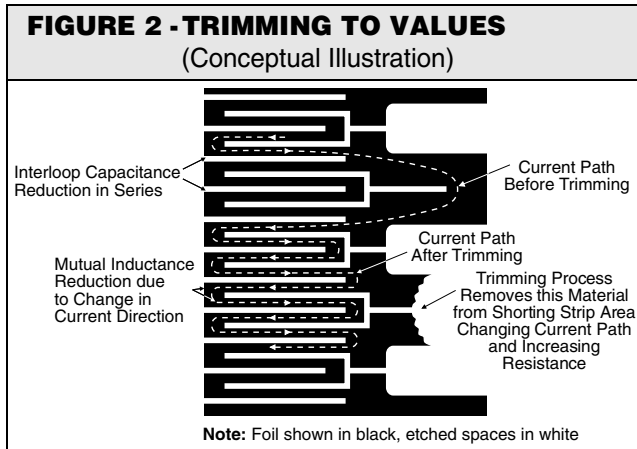 FIGURE 2 - TRIMMING TO VALUES
(Conceptual Illustration)
Interloop Capacitance
Reduction in Series
Current Path
Before Trimming
Mutual Inductance
Reduction due
to Change in
Current Direction
Current Path
After Trimming
Trimming Process
Removes this Material
from Shorting Strip Area
Changing Current Path
and Increasing
Resistance
Note: Foil shown in black, etched spaces in white